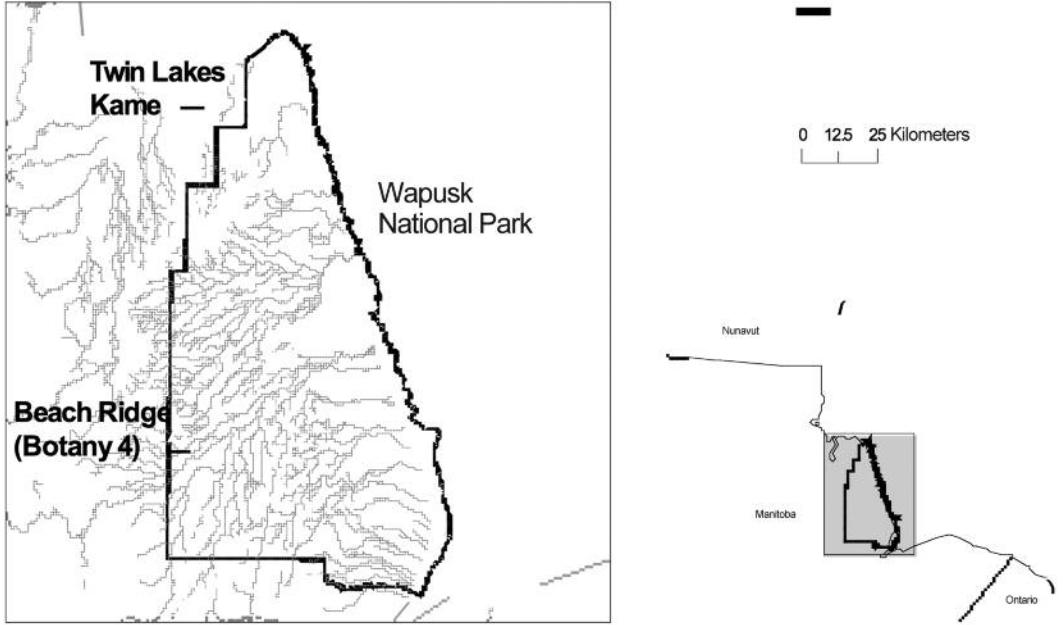 Twin Lakes
Kame
Wapusk
National Park
Beach Ridge
(Botany 4)
0 12.5 25 Kilometers
Nunavut
Manitoba
Ontario